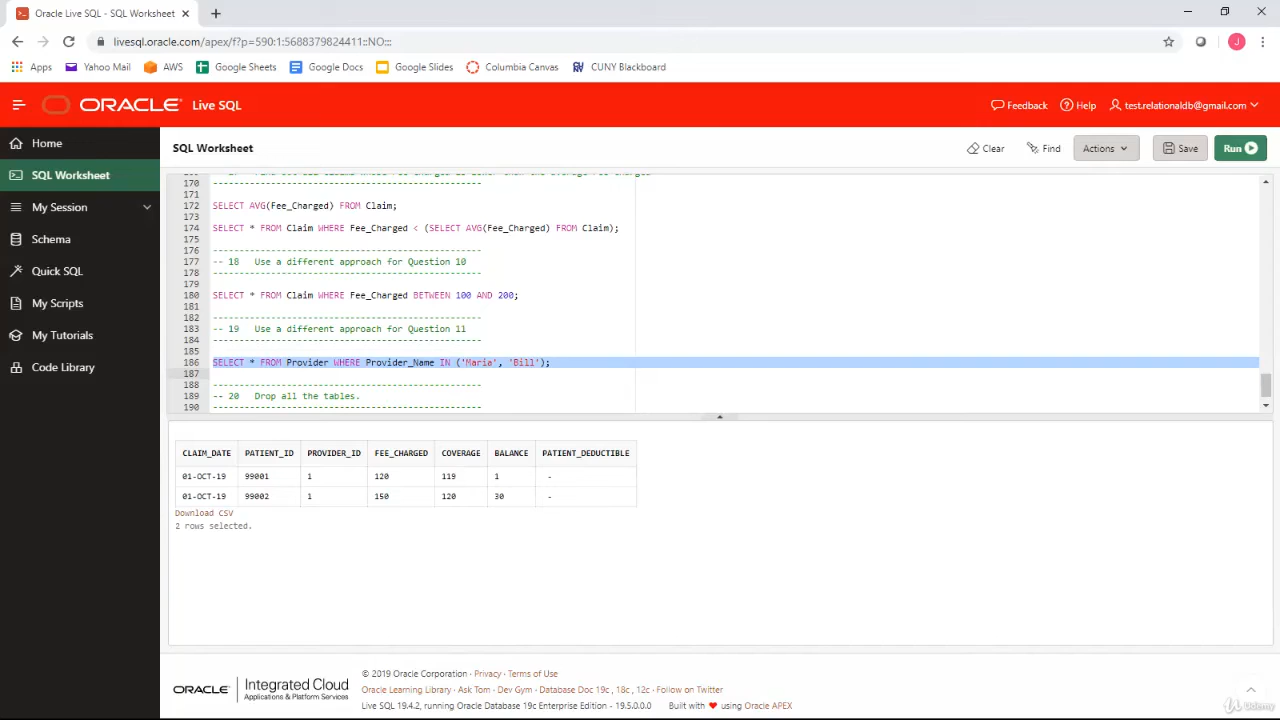 Oracle Live SQL - SQL Worksheet
livesql.oracle.com/apex/f?p=590:1:5688379824411::NO:::
J
Apps Yahoo Mail AWS Google Sheets Google Docs Google Slides Columbia Canvas CUNY Blackboard
ORACLE Live SQL Feedback Help test.relationaldb@gmail.com
Home
SQL Worksheet
My Session
Schema
Quick SQL
My Scripts
My Tutorials
Code Library
SQL Worksheet Clear Find Actions Save Run
170 ---------------------------------------------------
171
172 SELECT AVG(Fee_Charged) FROM Claim;
173
174 SELECT * FROM Claim WHERE Fee_Charged < (SELECT AVG(Fee_Charged) FROM Claim);
175
176 ---------------------------------------------------
177 -- 18 Use a different approach for Question 10
178 ---------------------------------------------------
179
180 SELECT * FROM Claim WHERE Fee_Charged BETWEEN 100 AND 200;
181
182 ---------------------------------------------------
183 -- 19 Use a different approach for Question 11
184 ---------------------------------------------------
185
186 SELECT * FROM Provider WHERE Provider_Name IN ('Maria', 'Bill');
187
188 ---------------------------------------------------
189 -- 20 Drop all the tables.
190 ---------------------------------------------------
CLAIM_DATE PATIENT_ID PROVIDER_ID FEE_CHARGED COVERAGE BALANCE PATIENT_DEDUCTIBLE
01-OCT-19 99001 1 120 119 1 -
01-OCT-19 99002 1 150 120 30 -
Download CSV
2 rows selected.
ORACLE Integrated Cloud
Applications & Platform Services
© 2019 Oracle Corporation · Privacy · Terms of Use
Oracle Learning Library · Ask Tom · Dev Gym · Database Doc 19c, 18c, 12c · Follow on Twitter
Live SQL 19.4.2, running Oracle Database 19c Enterprise Edition - 19.5.0.0.0 Built with ❤ using Oracle APEX
Udemy